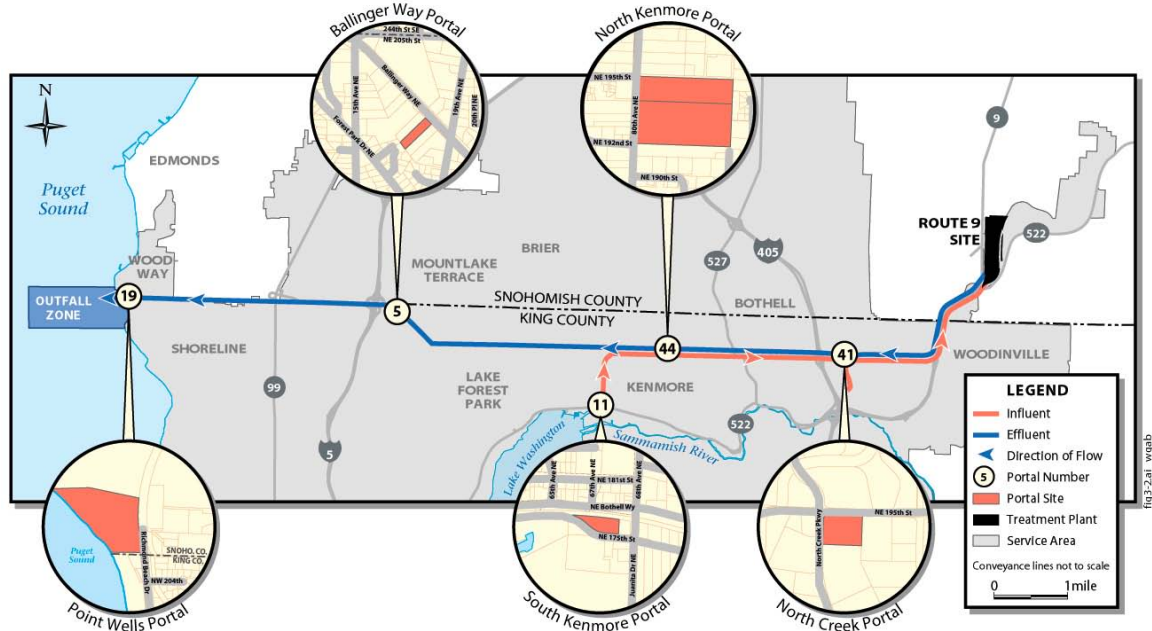 Ballinger Way Portal
244th St SE
NE 205th St
15th Ave NE
Ballinger Way NE
19th Ave NE
20th Pl NE
Forest Park Dr NE
North Kenmore Portal
NE 195th St
80th Ave NE
NE 192nd St
NE 190th St
N
EDMONDS
Puget
Sound
WOOD-
WAY
OUTFALL
ZONE
19
SHORELINE
99
5
MOUNTLAKE
TERRACE
BRIER
5
SNOHOMISH COUNTY
KING COUNTY
LAKE
FOREST
PARK
44
KENMORE
11
Lake Washington
Sammamish River
527
405
BOTHELL
41
522
9
ROUTE 9
SITE
522
WOODINVILLE
LEGEND
Influent
Effluent
Direction of Flow
5 Portal Number
Portal Site
Treatment Plant
Service Area
Conveyance lines not to scale
0 1mile
fig3-2.ai wgab
Puget
Sound
Richmond Beach Dr
SNOHO. CO.
KING CO.
NW 204th
Point Wells Portal
65th Ave NE
67th Ave NE
68th Ave NE
NE 181st St
NE Bothell Wy
NE 175th St
Juanita Dr NE
South Kenmore Portal
North Creek Pkwy
NE 195th St
North Creek Portal